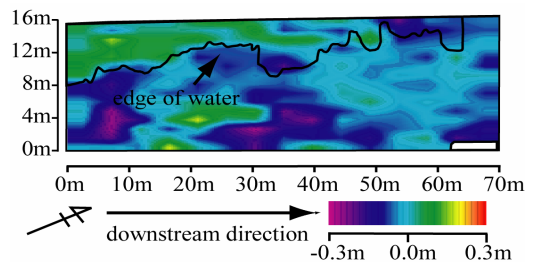 16m
12m
8m
4m
0m
edge of water
0m 10m 20m 30m 40m 50m 60m 70m
downstream direction
-0.3m 0.0m 0.3m